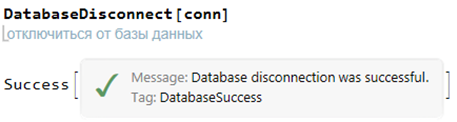 DatabaseDisconnect[conn]
отключиться от базы данных
Success[ ✓ Message: Database disconnection was successful. ]
Tag: DatabaseSuccess